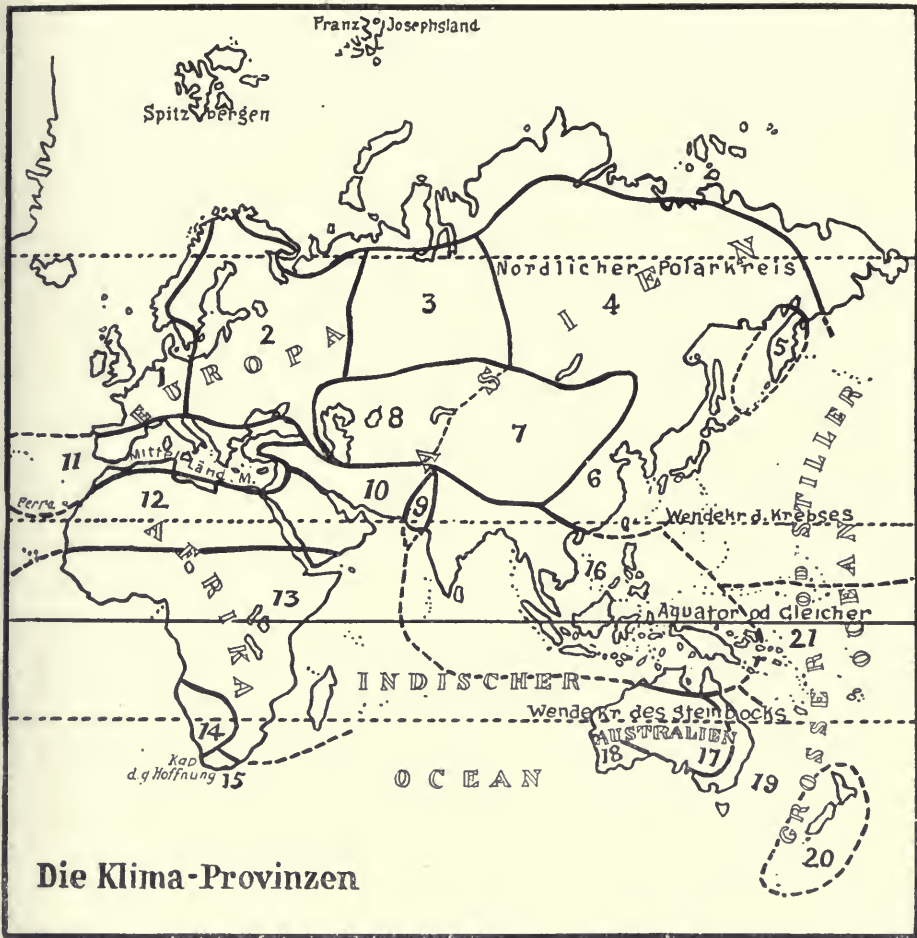 Franz Josephsland
Spitzbergen
Nördlicher Polarkreis
EUROPA
ASIEN
1
2
3
4
5
6
7
8
9
10
11
12
13
14
15
16
17
18
19
20
21
Mittelländ. M.
Ferro
AFRIKA
Wendekr. d. Krebses
Äquator od Gleicher
INDISCHER
OCEAN
Wendekr des Steinbocks
AUSTRALIEN
Kap
d. g Hoffnung
GROSSER OD STILLER
OCEAN
Die Klima-Provinzen